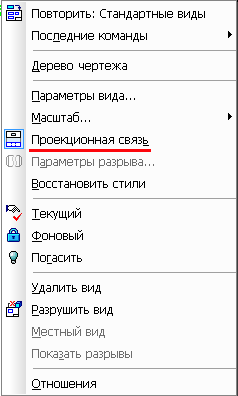 Повторить: Стандартные виды
Последние команды
Дерево чертежа
Параметры вида...
Масштаб...
Проекционная связь
Параметры разрыва...
Восстановить стили
Текущий
Фоновый
Погасить
Удалить вид
Разрушить вид
Местный вид
Показать разрывы
Отношения